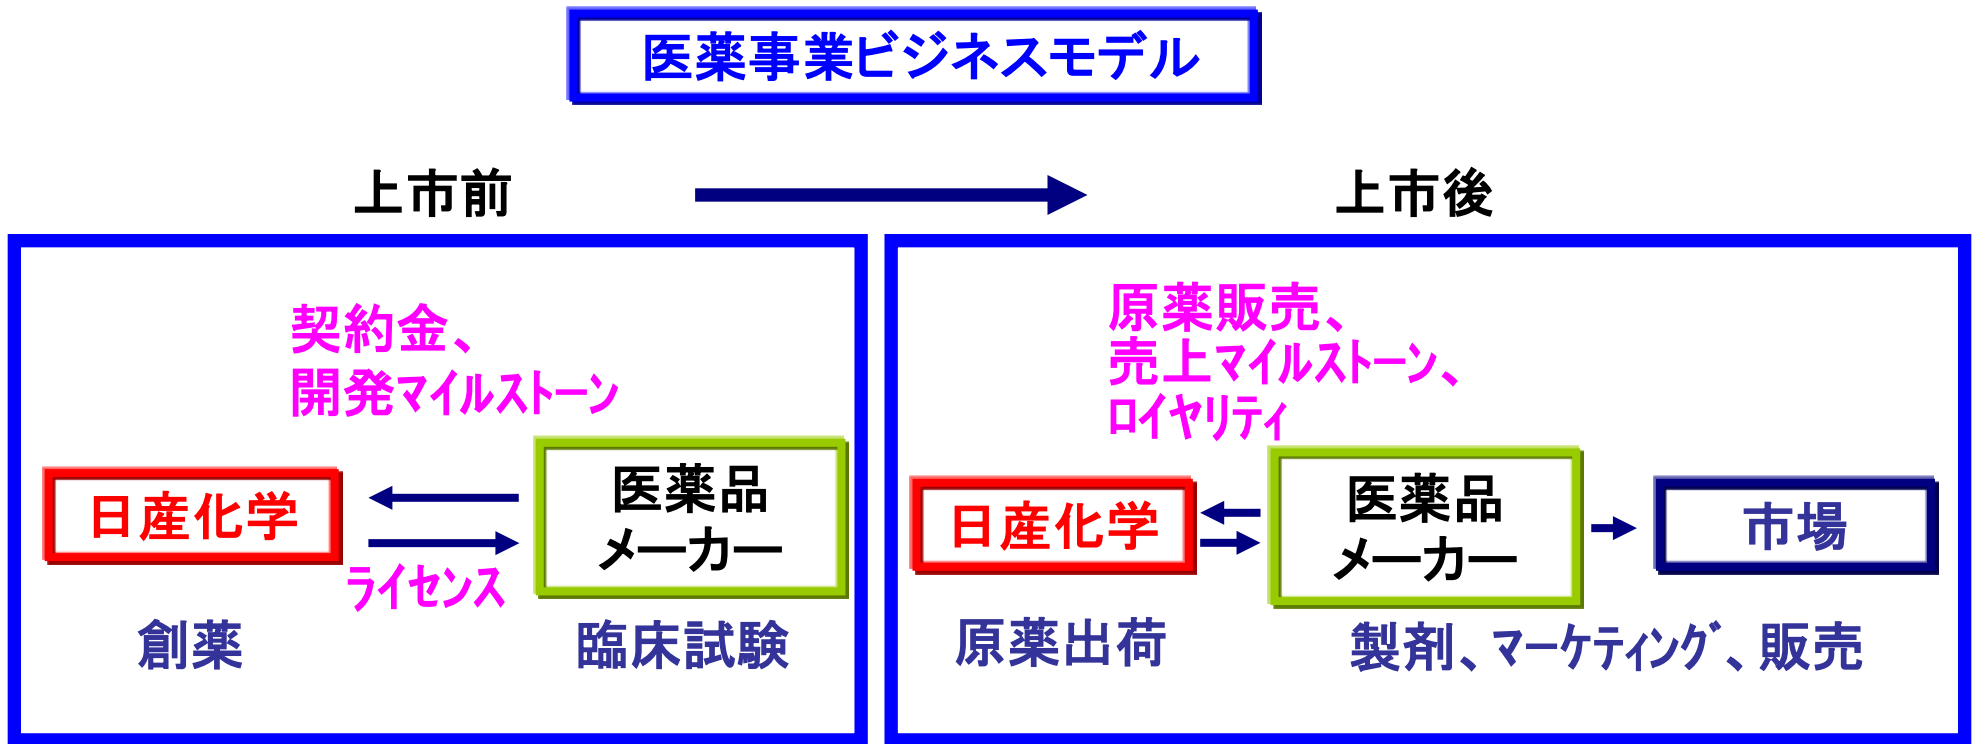 医薬事業ビジネスモデル
上市前
上市後
契約金、
開発ﾏｲﾙｽﾄｰﾝ
日産化学
医薬品
メーカー
ﾗｲｾﾝｽ
創薬
臨床試験
原薬販売、
売上ﾏｲﾙｽﾄｰﾝ、
ﾛｲﾔﾘﾃｨ
日産化学
医薬品
メーカー
市場
原薬出荷
製剤、ﾏｰｹﾃｨﾝｸﾞ、販売